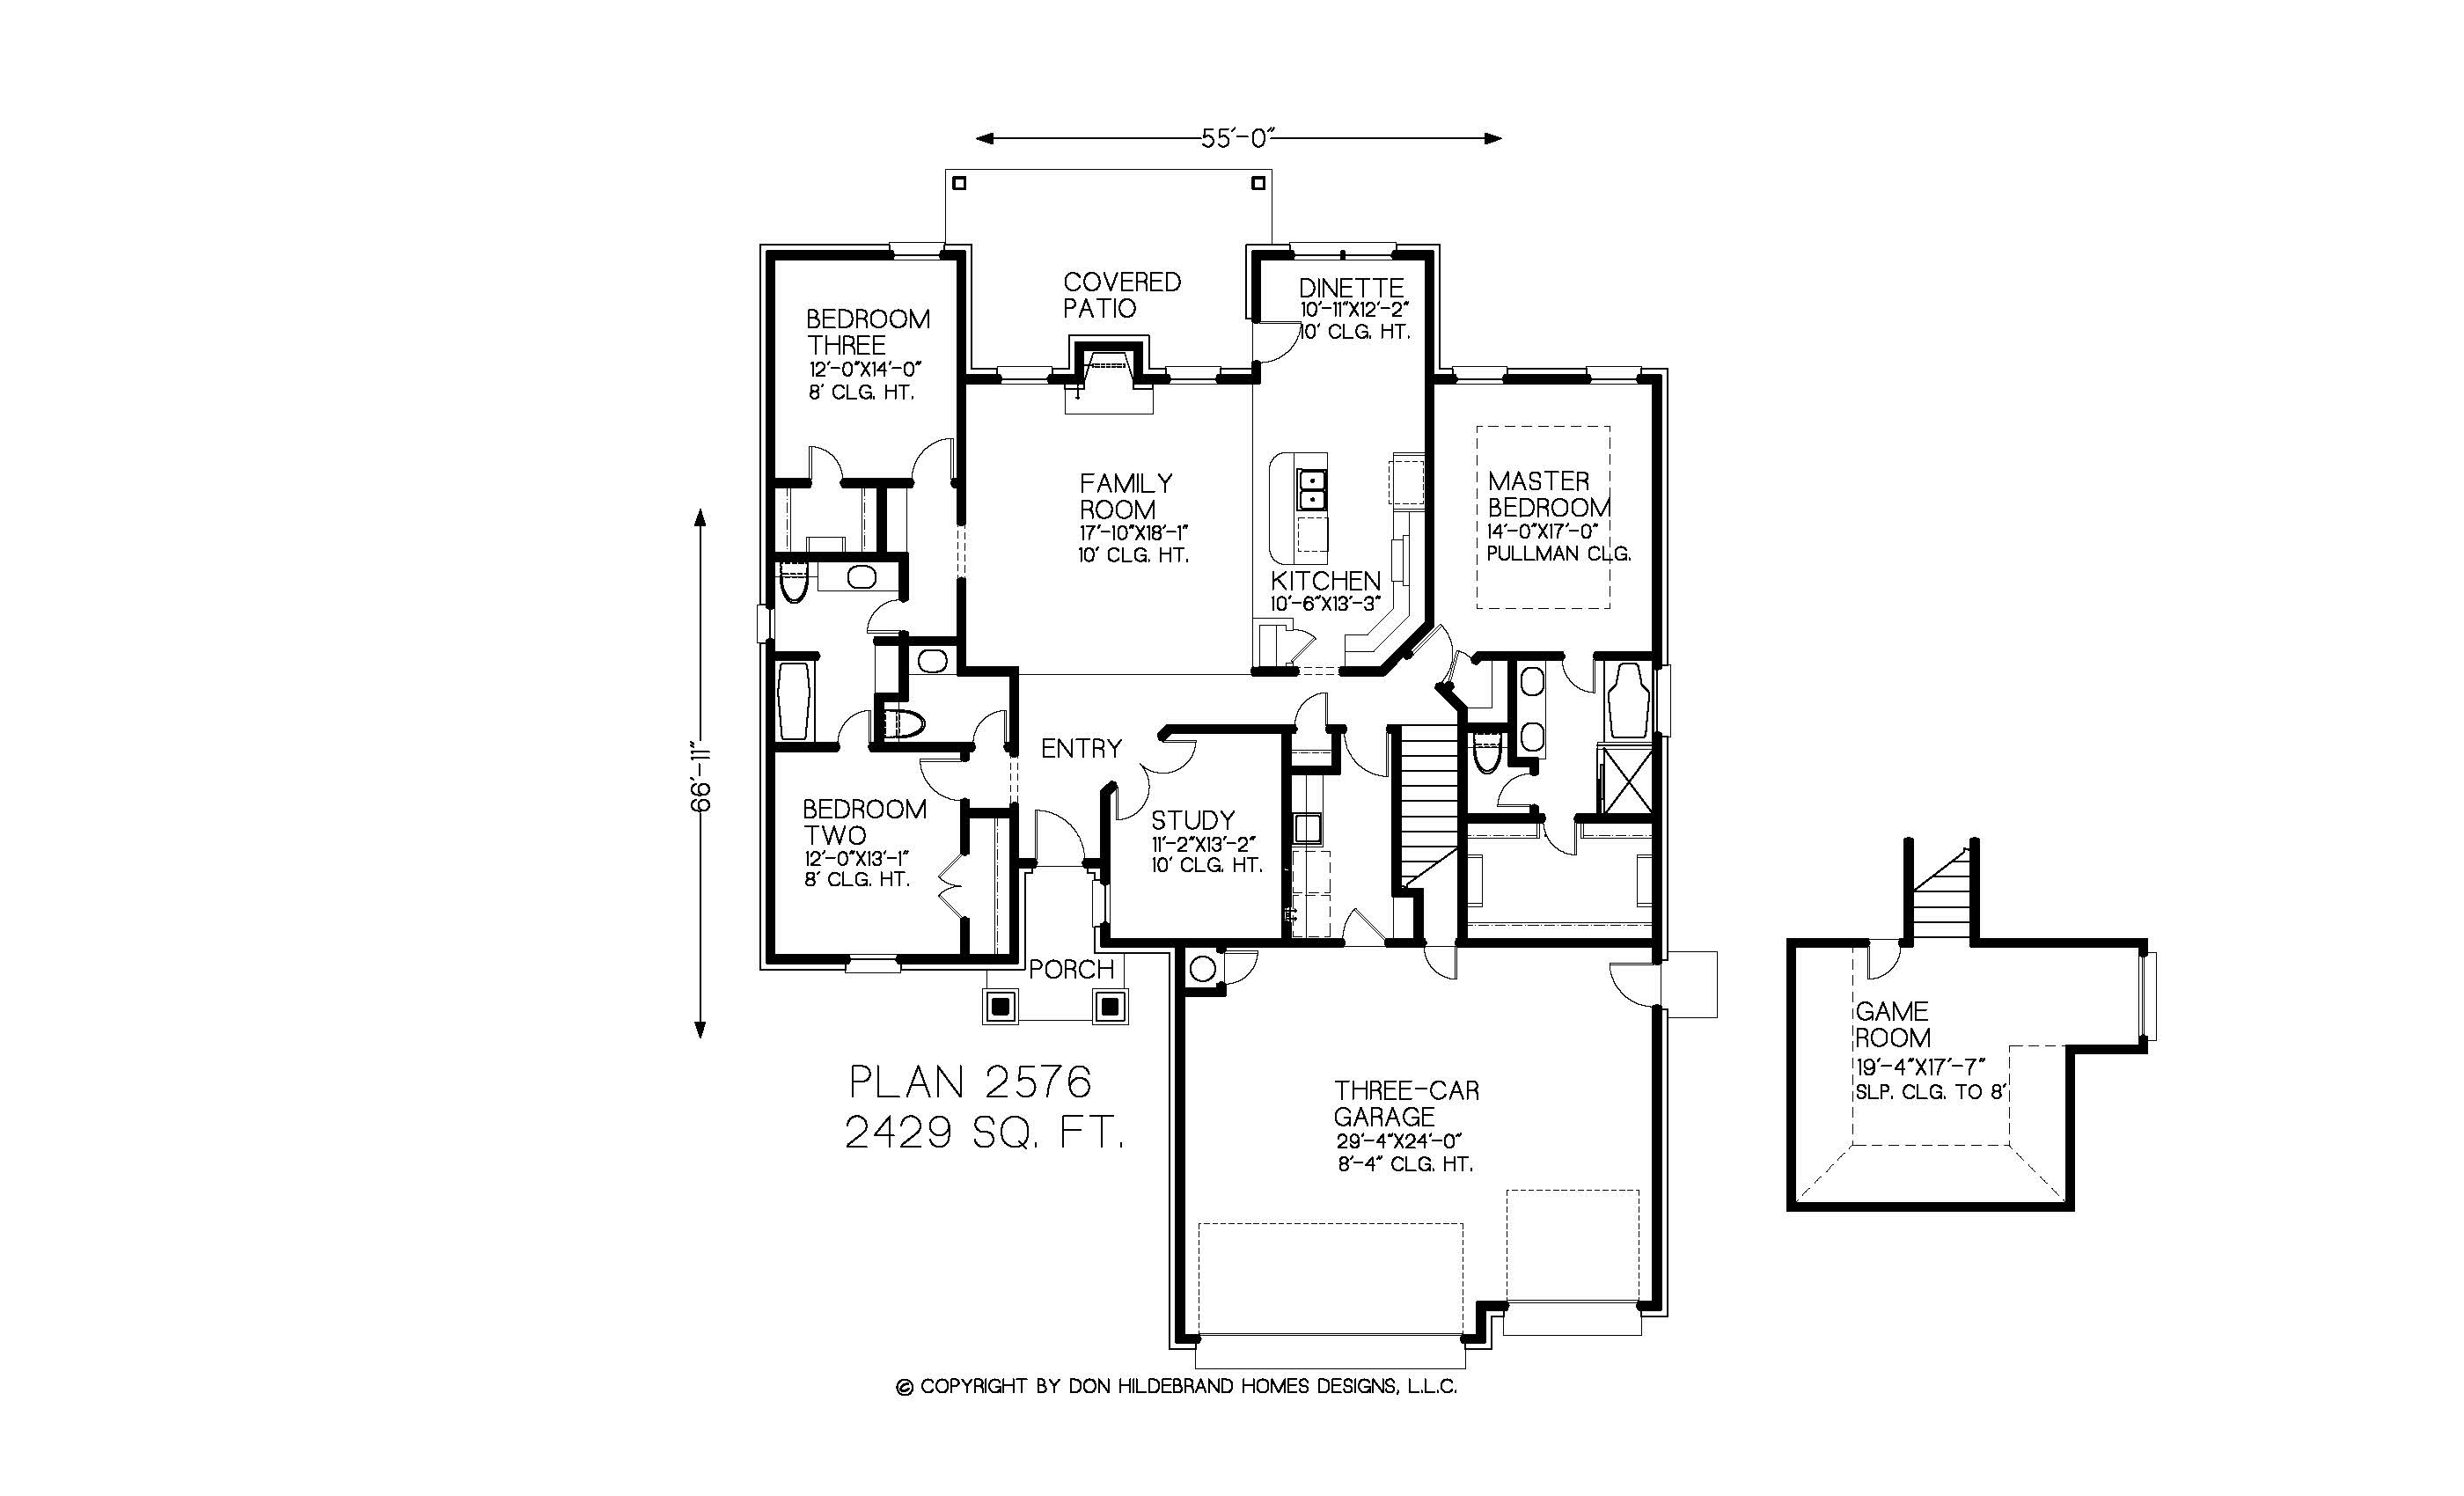 55'-0"
COVERED
PATIO
DINETTE
10'-11"X12'-2"
10' CLG. HT.
BEDROOM
THREE
12'-0"X14'-0"
8' CLG. HT.
FAMILY
ROOM
17'-10"X18'-1"
10' CLG. HT.
MASTER
BEDROOM
14'-0"X17'-0"
PULLMAN CLG.
KITCHEN
10'-6"X13'-3"
66'-11"
ENTRY
BEDROOM
TWO
12'-0"X13'-1"
8' CLG. HT.
STUDY
11'-2"X13'-2"
10' CLG. HT.
PORCH
GAME
ROOM
19'-4"X17'-7"
SLP. CLG. TO 8'
PLAN 2576
2429 SQ. FT.
THREE-CAR
GARAGE
29'-4"X24'-0"
8'-4" CLG. HT.
© COPYRIGHT BY DON HILDEBRAND HOMES DESIGNS, L.L.C.